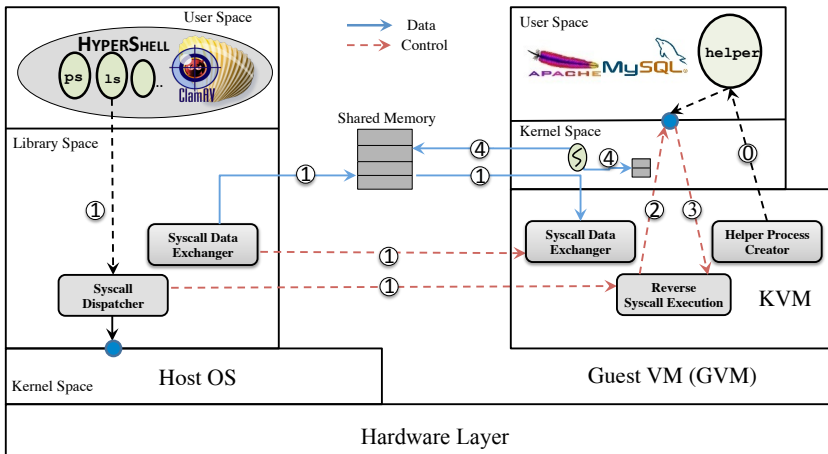 User Space
HYPERSHELL
ps
ls
..
ClamAV
Data
Control
User Space
APACHE
MySQL®
helper
Library Space
Shared Memory
Kernel Space
④
④
⓪
①
①
①
②
③
Syscall Data
Exchanger
Syscall Data
Exchanger
Helper Process
Creator
①
Syscall
Dispatcher
①
Reverse
Syscall Execution
KVM
Kernel Space
Host OS
Guest VM (GVM)
Hardware Layer